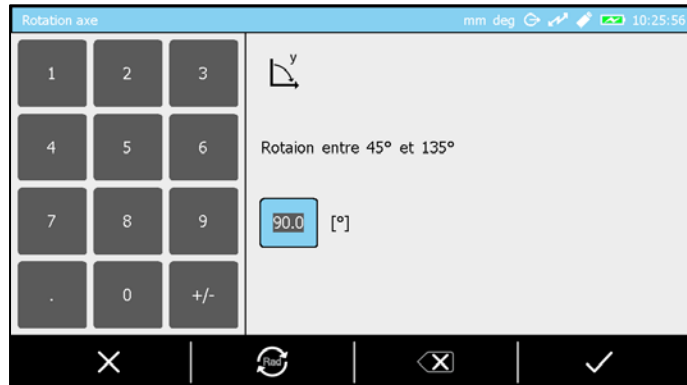 Rotation axe mm deg 10:25:56
1 2 3
y
4 5 6
Rotaion entre 45° et 135°
7 8 9
90.0 [°]
. 0 +/-
Rad